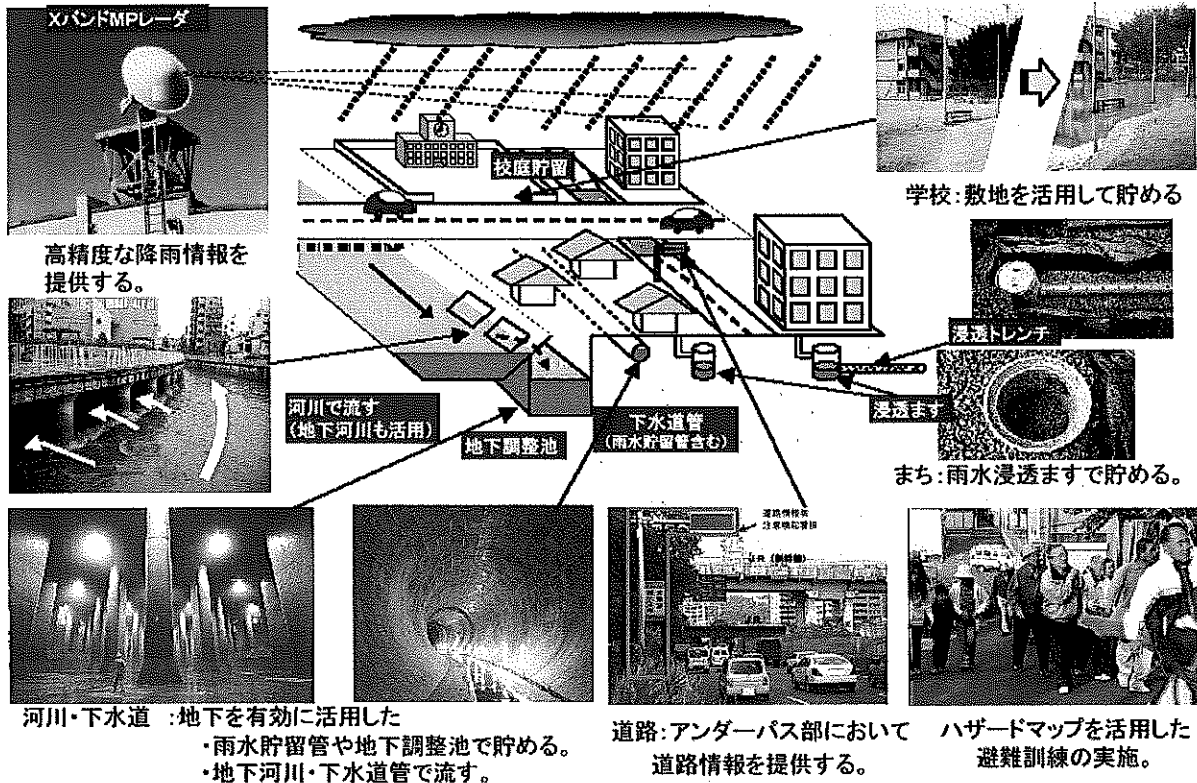 XバンドMPレーダ
高精度な降雨情報を
提供する。
校庭貯留
学校:敷地を活用して貯める
浸透トレンチ
浸透ます
まち:雨水浸透ますで貯める。
河川で流す
(地下河川も活用)
地下調整池
下水道管
(雨水貯留管含む)
河川・下水道 :地下を有効に活用した
・雨水貯留管や地下調整池で貯める。
・地下河川・下水道管で流す。
道路情報板
道路:アンダーパス部において
道路情報を提供する。
ハザードマップを活用した
避難訓練の実施。